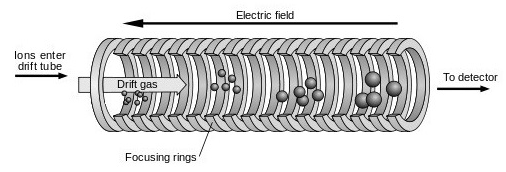 Electric field
Ions enter
drift tube
Drift gas
To detector
Focusing rings